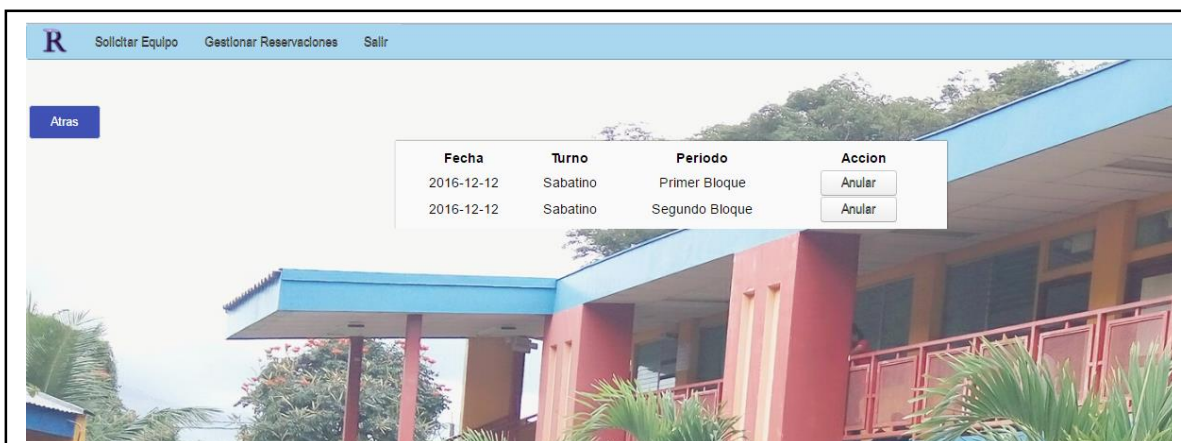 R Solicitar Equipo Gestionar Reservaciones Salir
Atras
Fecha Turno Periodo Accion
2016-12-12 Sabatino Primer Bloque Anular
2016-12-12 Sabatino Segundo Bloque Anular